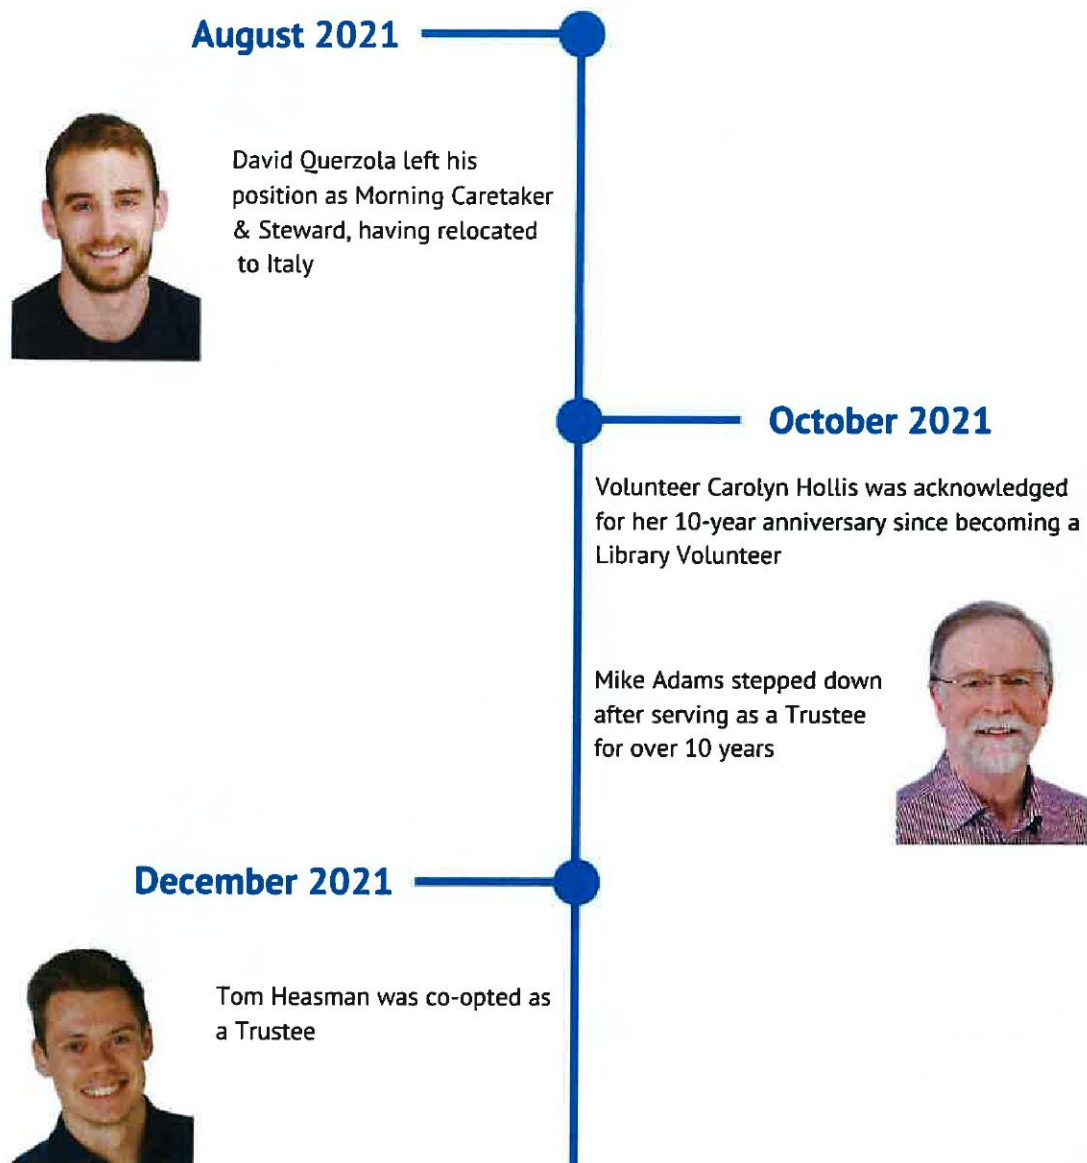 August 2021
David Querzola left his
position as Morning Caretaker
& Steward, having relocated
to Italy
October 2021
Volunteer Carolyn Hollis was acknowledged
for her 10-year anniversary since becoming a
Library Volunteer
Mike Adams stepped down
after serving as a Trustee
for over 10 years
December 2021
Tom Heasman was co-opted as
a Trustee